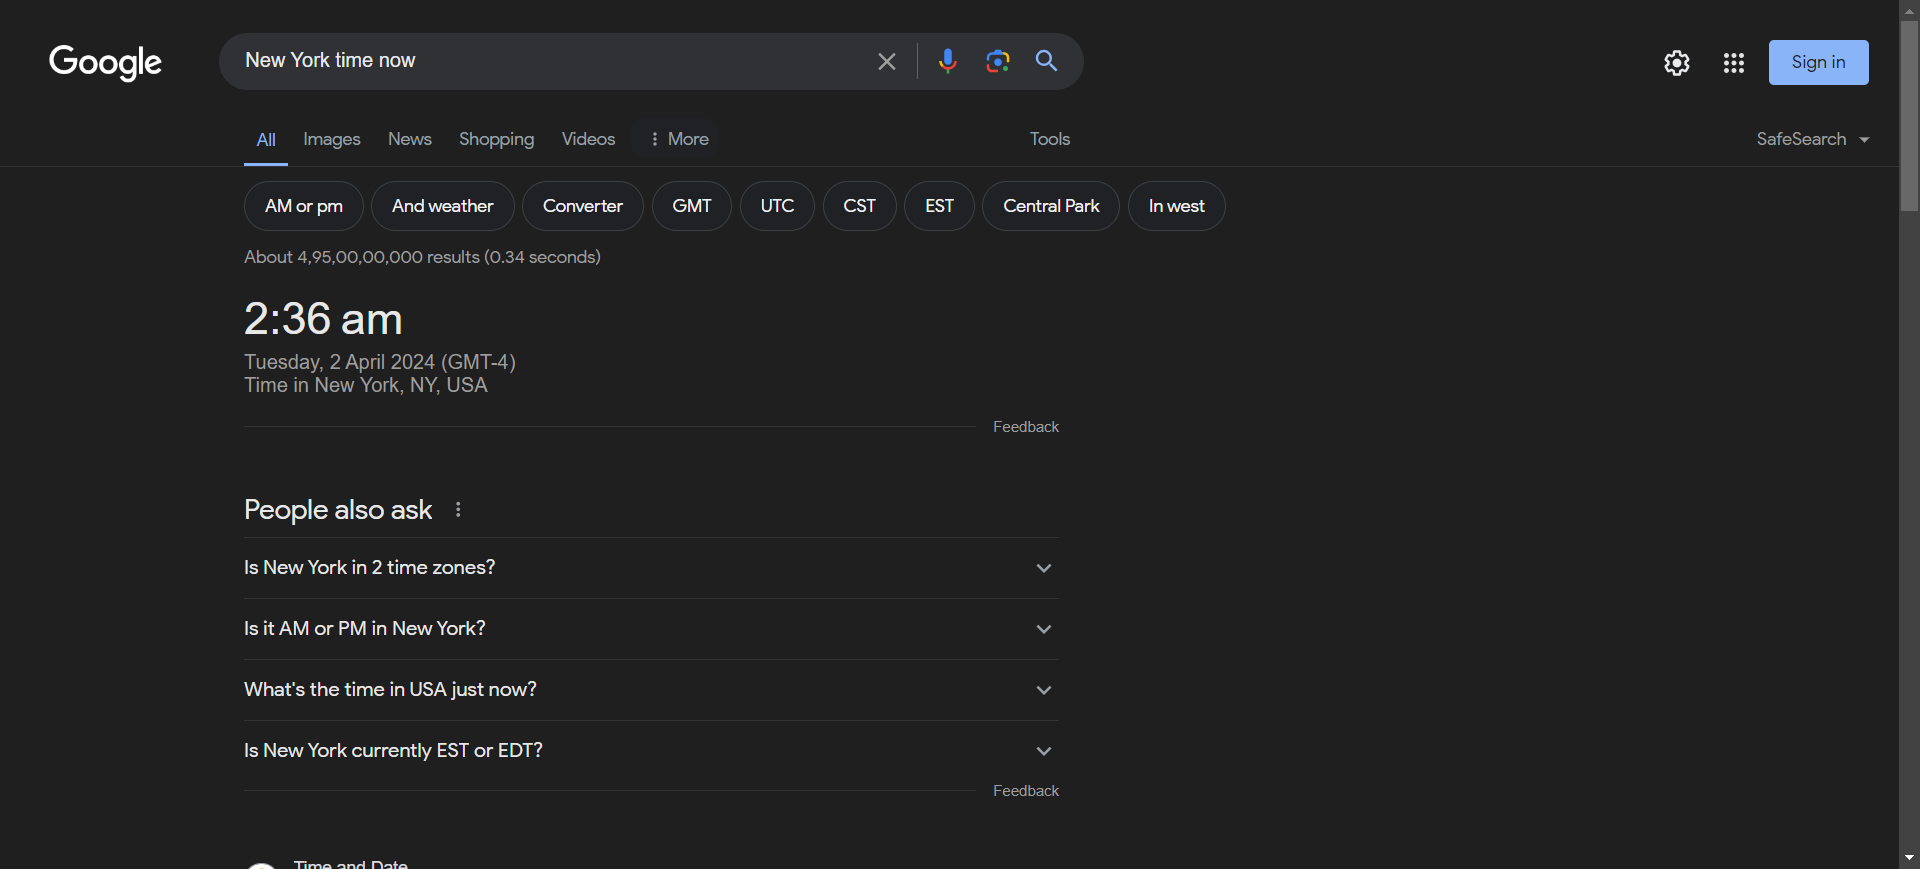 Google
New York time now
Sign in
All Images News Shopping Videos More Tools SafeSearch
AM or pm And weather Converter GMT UTC CST EST Central Park In west
About 4,95,00,00,000 results (0.34 seconds)
2:36 am
Tuesday, 2 April 2024 (GMT-4)
Time in New York, NY, USA
Feedback
People also ask
Is New York in 2 time zones?
Is it AM or PM in New York?
What's the time in USA just now?
Is New York currently EST or EDT?
Feedback
Time and Date